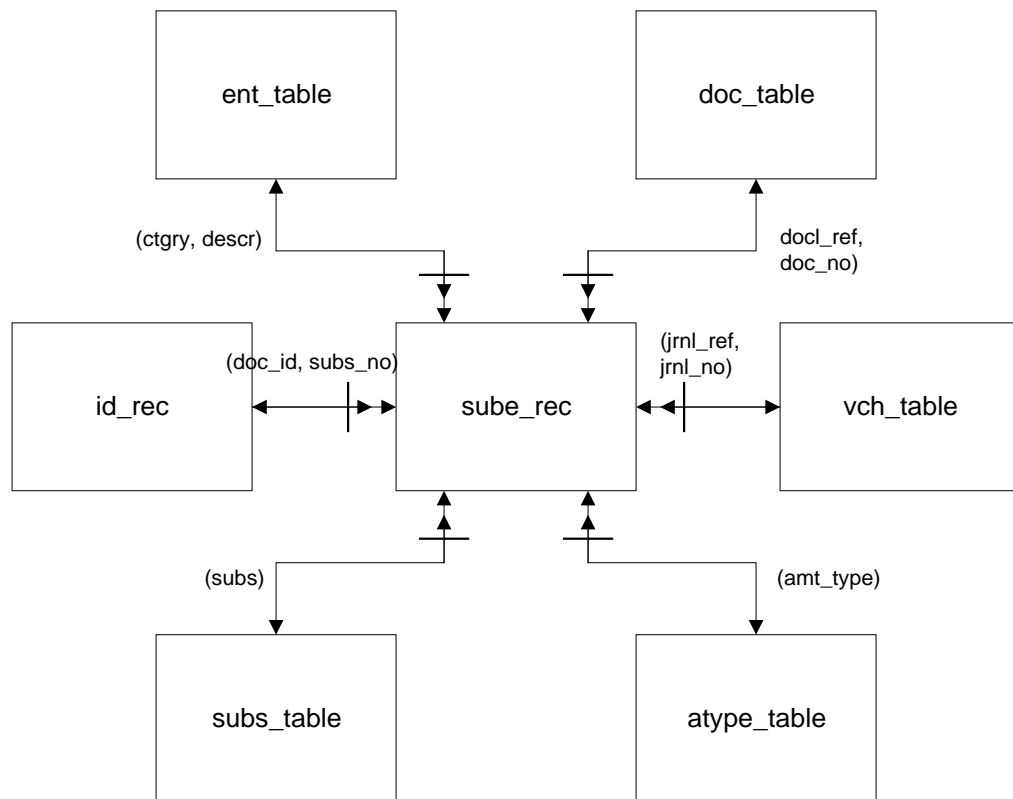 ent_table
doc_table
(ctgry, descr)
docl_ref,
doc_no)
(doc_id, subs_no)
(jrnl_ref,
jrnl_no)
id_rec
sube_rec
vch_table
(subs)
(amt_type)
subs_table
atype_table